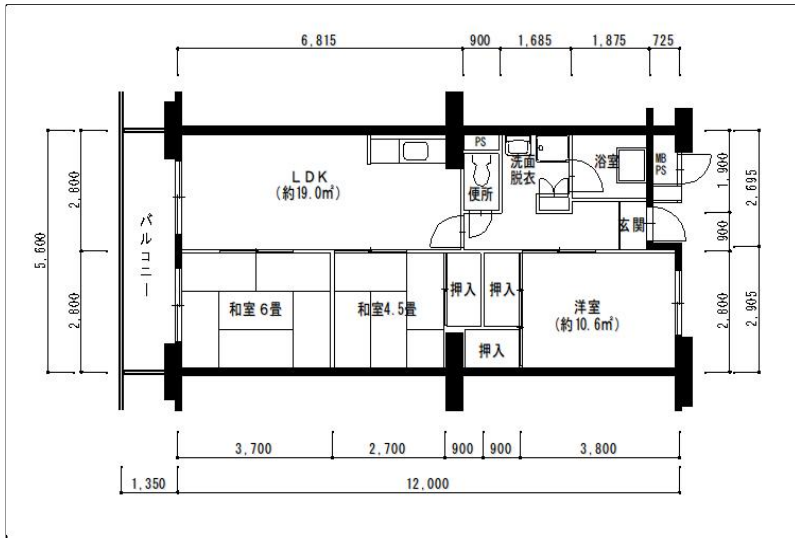 6,815
900
1,685
1,875
725
PS
洗面
脱衣
浴室
MB
PS
LDK
(約19.0㎡)
便所
玄関
バルコニー
5,600
2,800
2,800
1,900
900
2,800
2,695
2,905
和室 6畳
和室4.5畳
押入
押入
押入
洋室
(約10.6㎡)
3,700
2,700
900
900
3,800
1,350
12,000